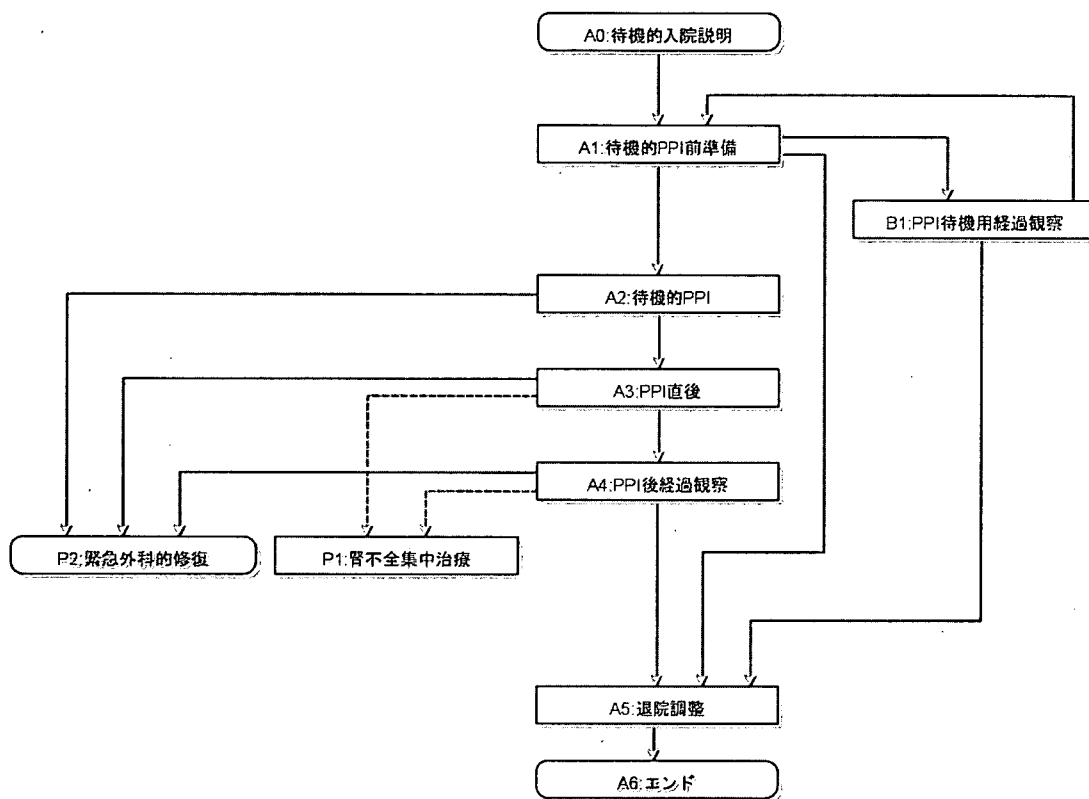 A0:待機的入院説明
A1:待機的PPI前準備
B1:PPI待機用経過観察
A2:待機的PPI
A3:PPI直後
A4:PPI後経過観察
P2:緊急外科的修復
P1:腎不全集中治療
A5:退院調整
A6:エンド